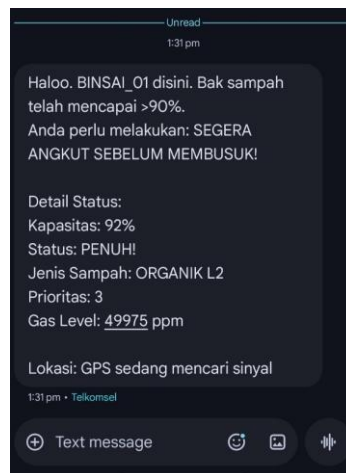 Unread
1:31 pm
Haloo. BINSAI_01 disini. Bak sampah
telah mencapai >90%.
Anda perlu melakukan: SEGERA
ANGKUT SEBELUM MEMBUSUK!
Detail Status:
Kapasitas: 92%
Status: PENUH!
Jenis Sampah: ORGANIK L2
Prioritas: 3
Gas Level: 49975 ppm
Lokasi: GPS sedang mencari sinyal
1:31 pm • Telkomsel
Text message